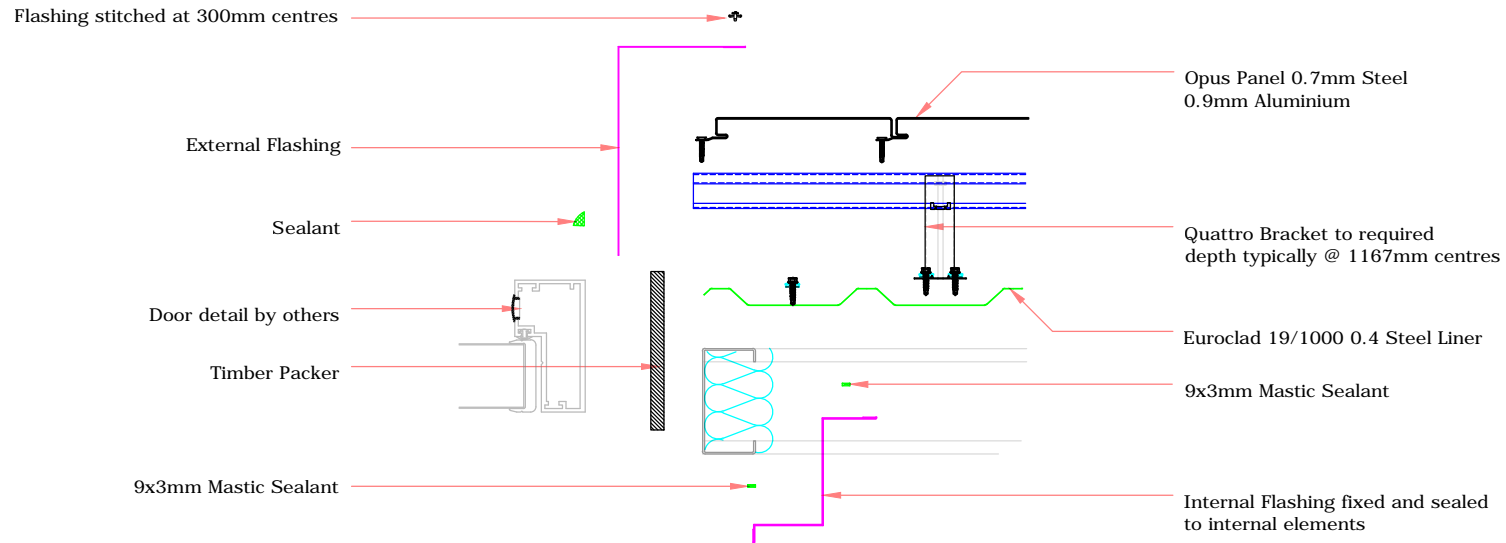 Flashing stitched at 300mm centres
External Flashing
Sealant
Door detail by others
Timber Packer
9x3mm Mastic Sealant
Opus Panel 0.7mm Steel
0.9mm Aluminium
Quattro Bracket to required
depth typically @ 1167mm centres
Euroclad 19/1000 0.4 Steel Liner
9x3mm Mastic Sealant
Internal Flashing fixed and sealed
to internal elements